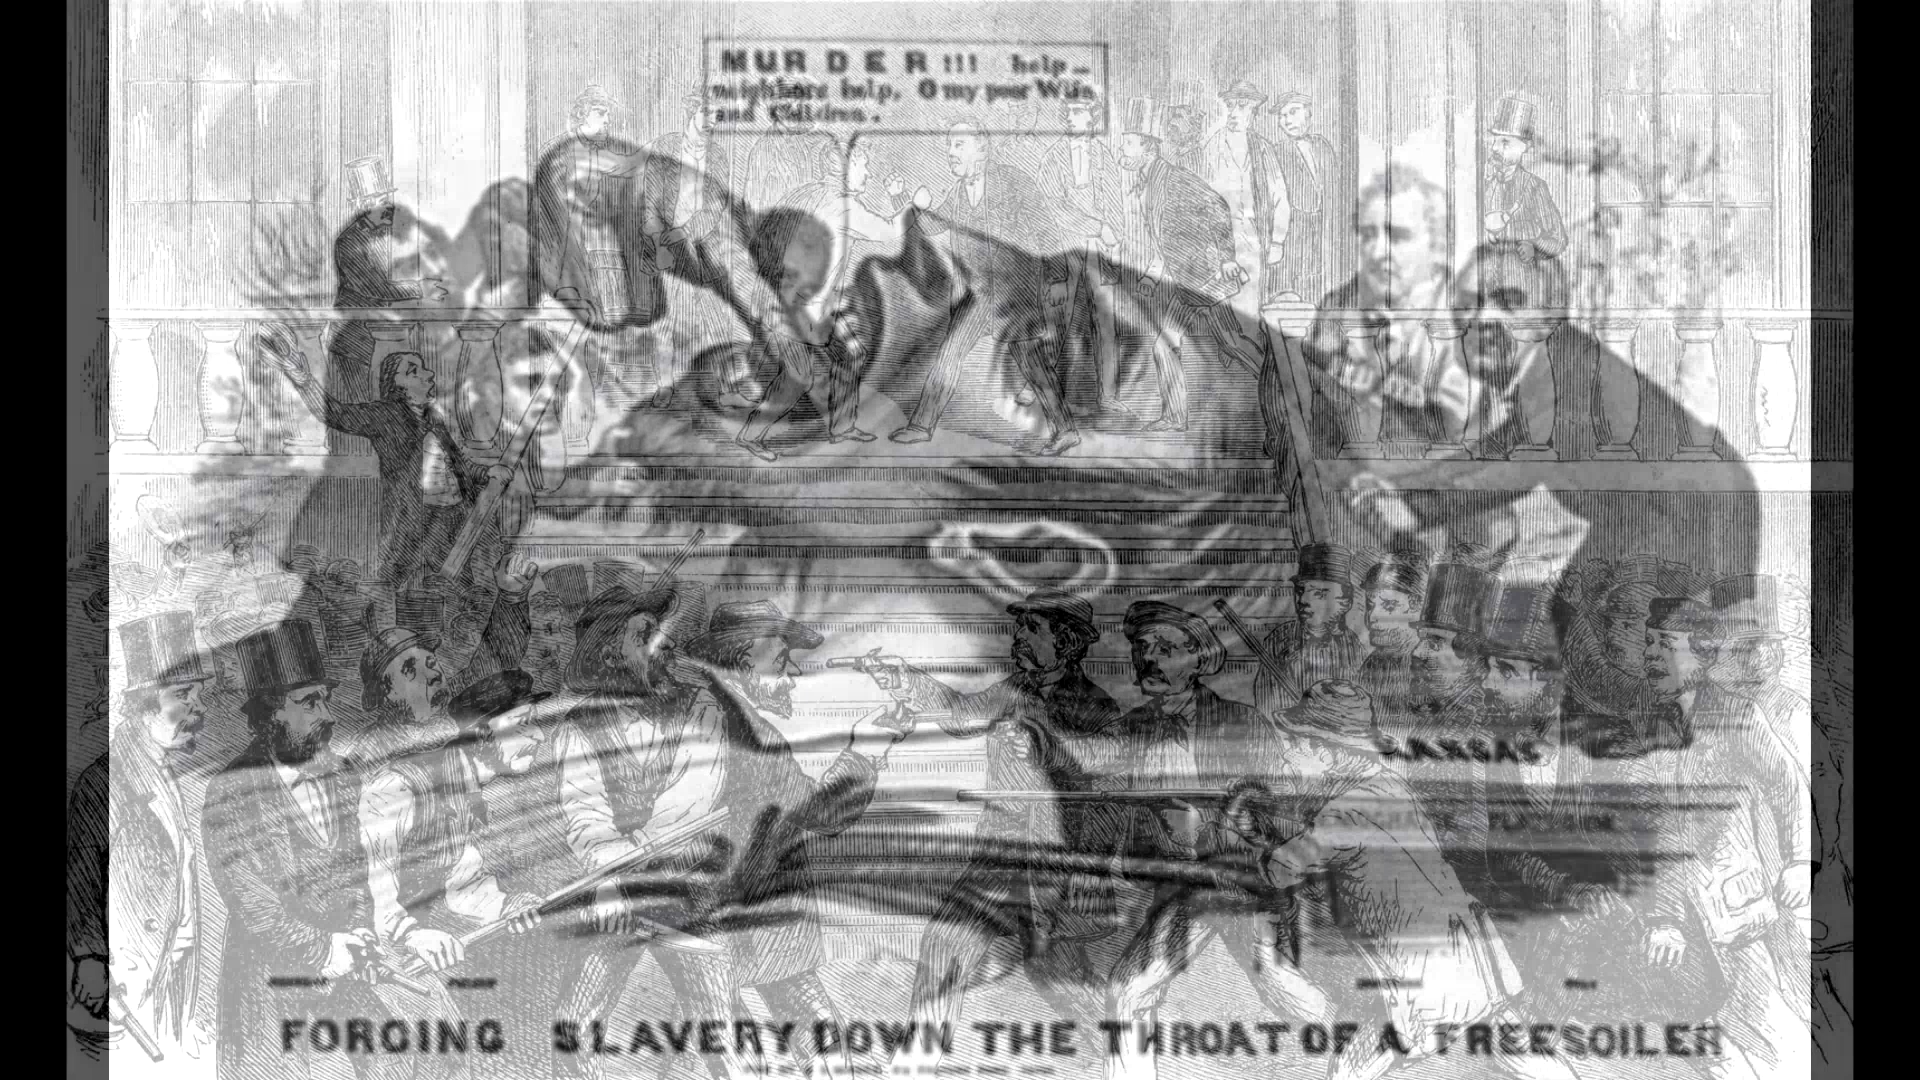 MURDER!!! help—
neighbors help, O my poor Wife
and Children.
KANSAS
FORCING SLAVERY DOWN THE THROAT OF A FREESOILER